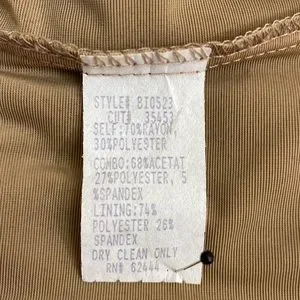 STYLE# BI0523
CUT# 35453
SELF:70%RAYON,
30%POLYESTER
COMBO:68%ACETAT
27%POLYESTER, 5
%SPANDEX
LINING:74%
POLYESTER 26%
SPANDEX
DRY CLEAN ONLY
RN# 62444